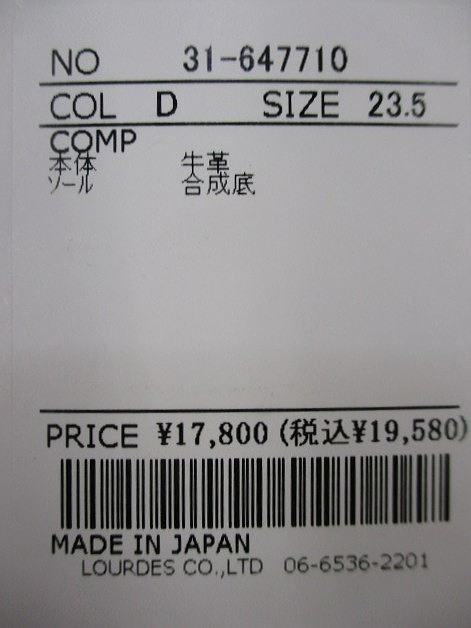 NO 31-647710
COL D SIZE 23.5
COMP
本体 牛革
ソール 合成底
PRICE ¥17,800 (税込¥19,580)
MADE IN JAPAN
LOURDES CO.,LTD 06-6536-2201